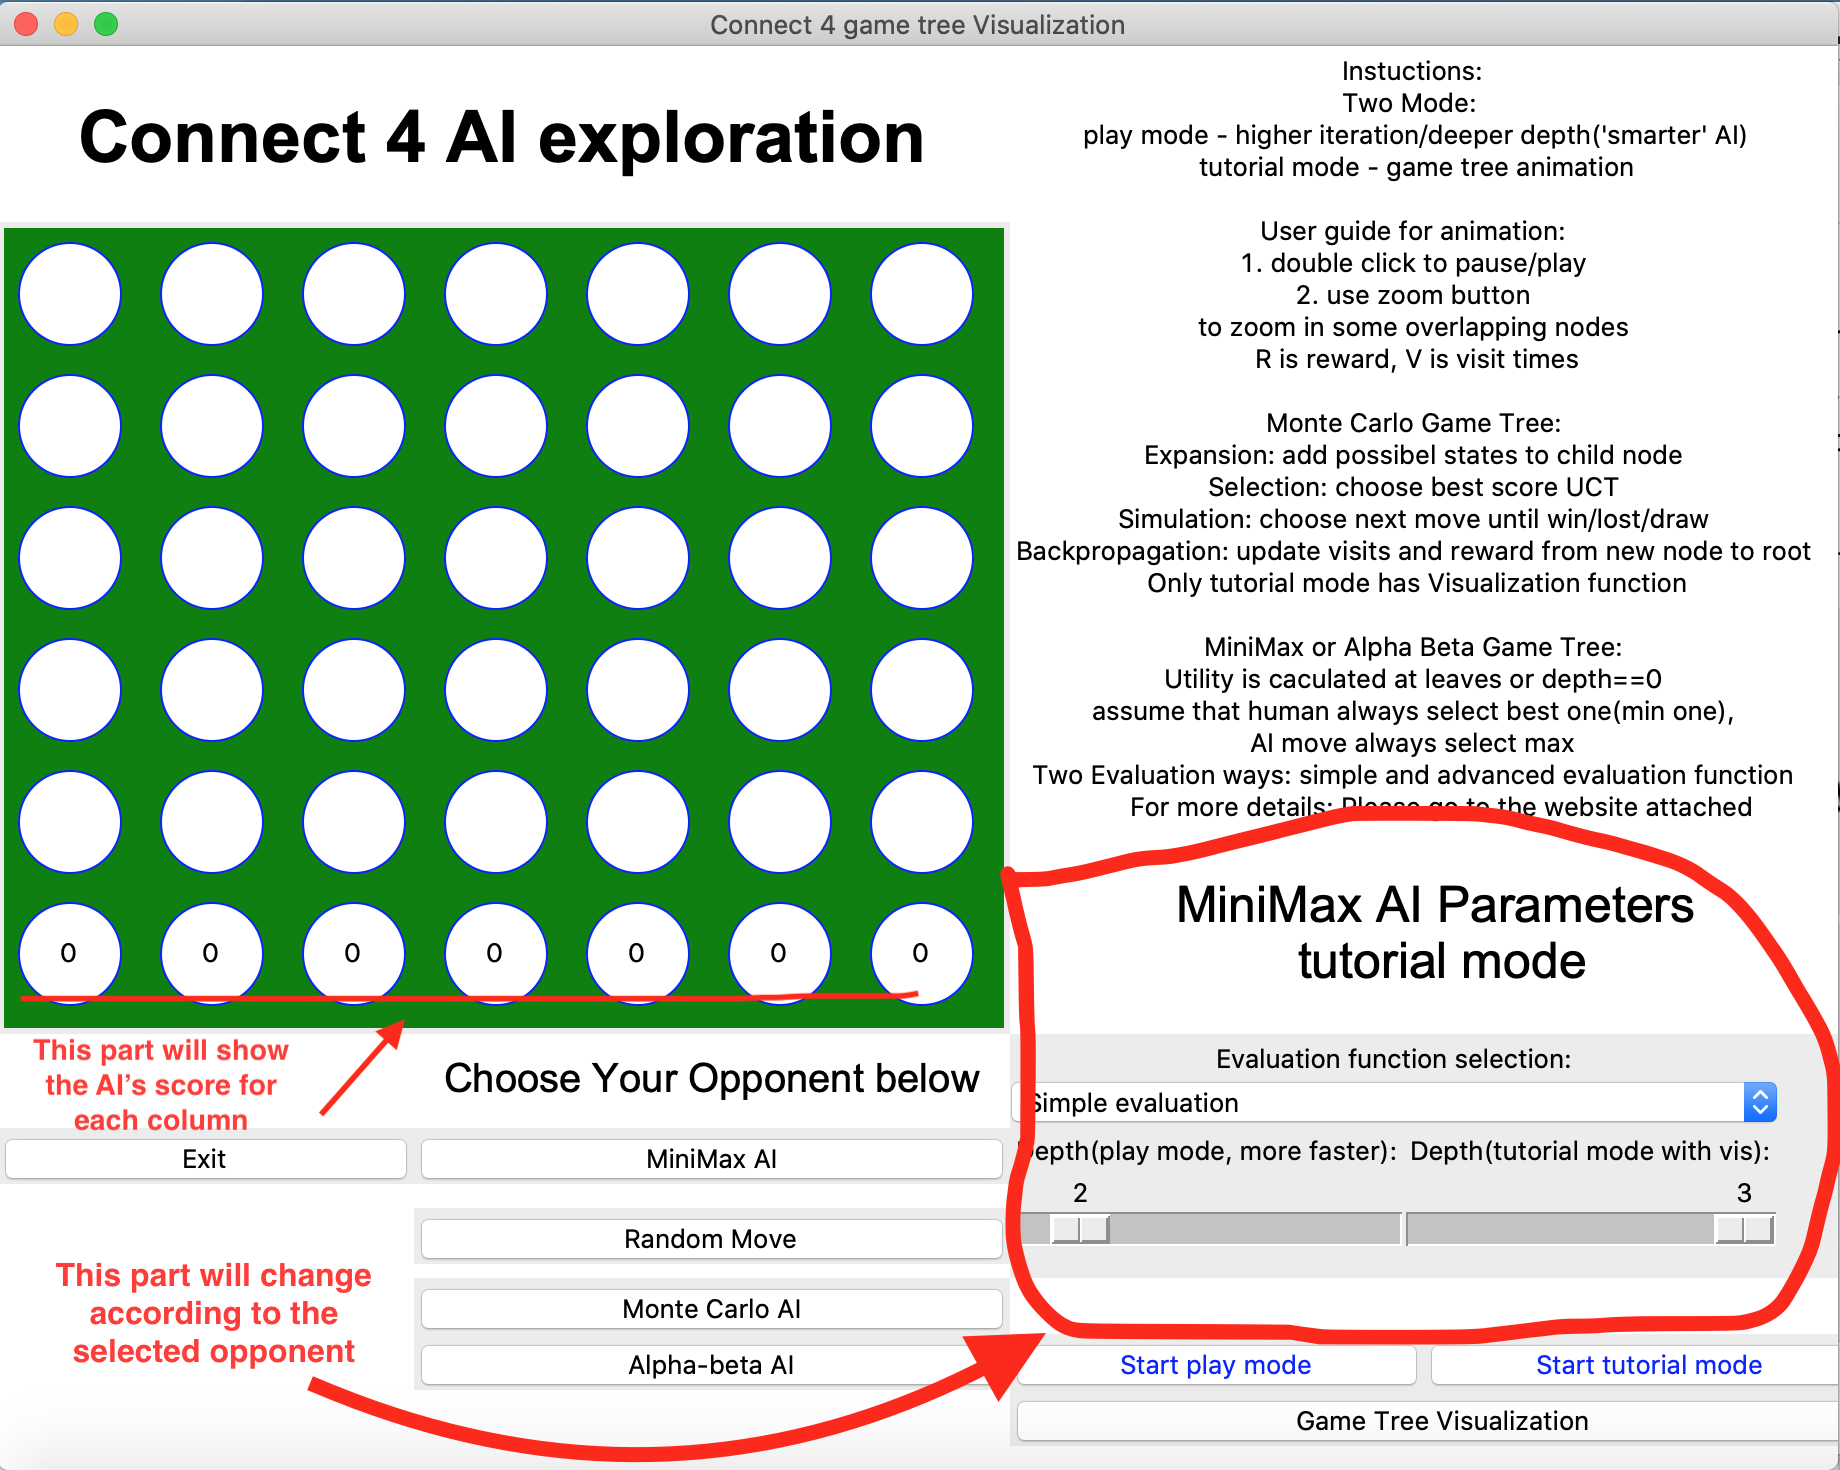 Connect 4 game tree Visualization
Connect 4 AI exploration
Instuctions:
Two Mode:
play mode - higher iteration/deeper depth('smarter' AI)
tutorial mode - game tree animation
User guide for animation:
1. double click to pause/play
2. use zoom button
to zoom in some overlapping nodes
R is reward, V is visit times
Monte Carlo Game Tree:
Expansion: add possibel states to child node
Selection: choose best score UCT
Simulation: choose next move until win/lost/draw
Backpropagation: update visits and reward from new node to root
Only tutorial mode has Visualization function
MiniMax or Alpha Beta Game Tree:
Utility is caculated at leaves or depth==0
assume that human always select best one(min one),
AI move always select max
Two Evaluation ways: simple and advanced evaluation function
For more details: Please go to the website attached
0 0 0 0 0 0 0
This part will show
the AI's score for
each column
Choose Your Opponent below
Exit
MiniMax AI
Random Move
Monte Carlo AI
Alpha-beta AI
This part will change
according to the
selected opponent
MiniMax AI Parameters
tutorial mode
Evaluation function selection:
Simple evaluation
Depth(play mode, more faster): Depth(tutorial mode with vis):
2 3
Start play mode
Start tutorial mode
Game Tree Visualization